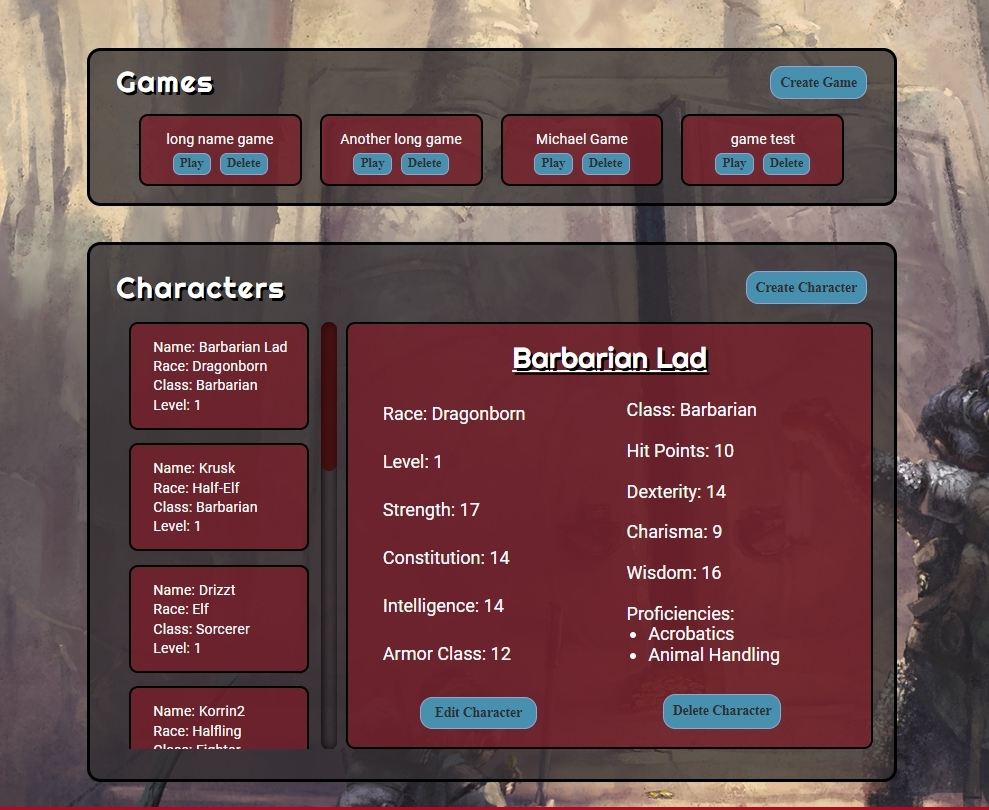 Games
Create Game
long name game
Play Delete
Another long game
Play Delete
Michael Game
Play Delete
game test
Play Delete
Characters
Create Character
Name: Barbarian Lad
Race: Dragonborn
Class: Barbarian
Level: 1
Name: Krusk
Race: Half-Elf
Class: Barbarian
Level: 1
Name: Drizzt
Race: Elf
Class: Sorcerer
Level: 1
Name: Korrin2
Race: Halfling
Class: Fighter
Barbarian Lad
Race: Dragonborn
Level: 1
Strength: 17
Constitution: 14
Intelligence: 14
Armor Class: 12
Edit Character
Class: Barbarian
Hit Points: 10
Dexterity: 14
Charisma: 9
Wisdom: 16
Proficiencies:
• Acrobatics
• Animal Handling
Delete Character